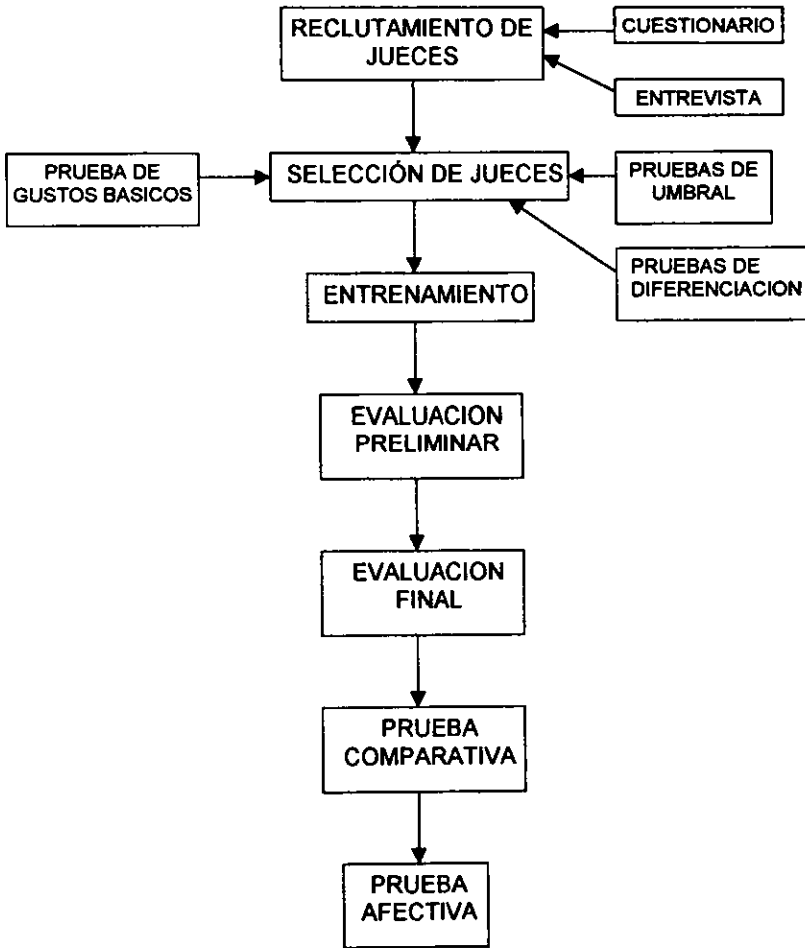 RECLUTAMIENTO DE
JUECES
CUESTIONARIO
ENTREVISTA
PRUEBA DE
GUSTOS BASICOS
SELECCIÓN DE JUECES
PRUEBAS DE
UMBRAL
PRUEBAS DE
DIFERENCIACION
ENTRENAMIENTO
EVALUACION
PRELIMINAR
EVALUACION
FINAL
PRUEBA
COMPARATIVA
PRUEBA
AFECTIVA